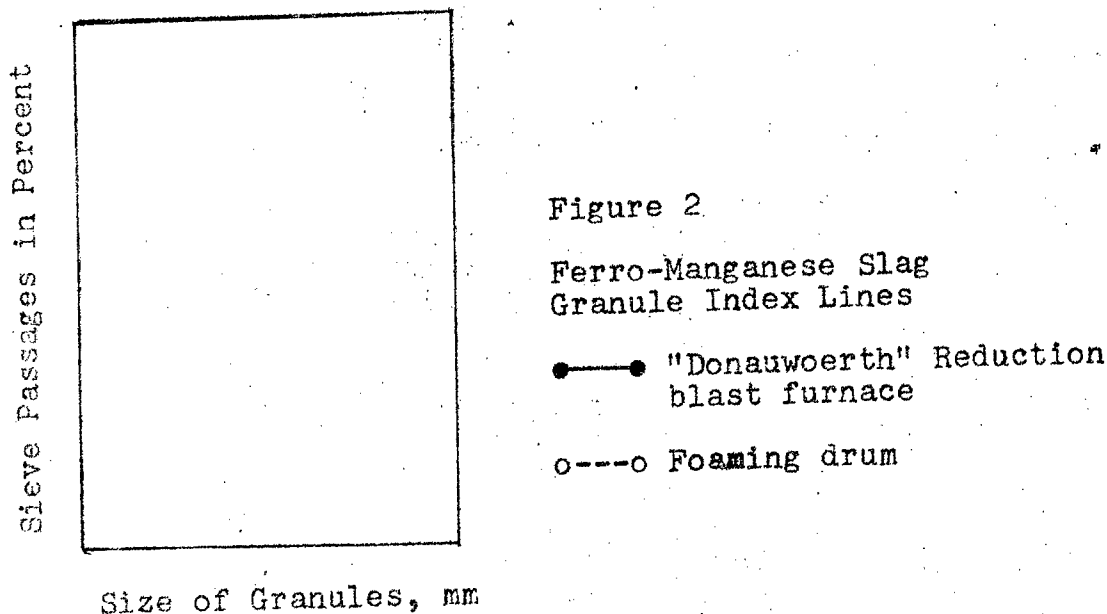 Sieve Passages in Percent
Size of Granules, mm
Figure 2
Ferro-Manganese Slag
Granule Index Lines
"Donauwoerth" Reduction
blast furnace
Foaming drum